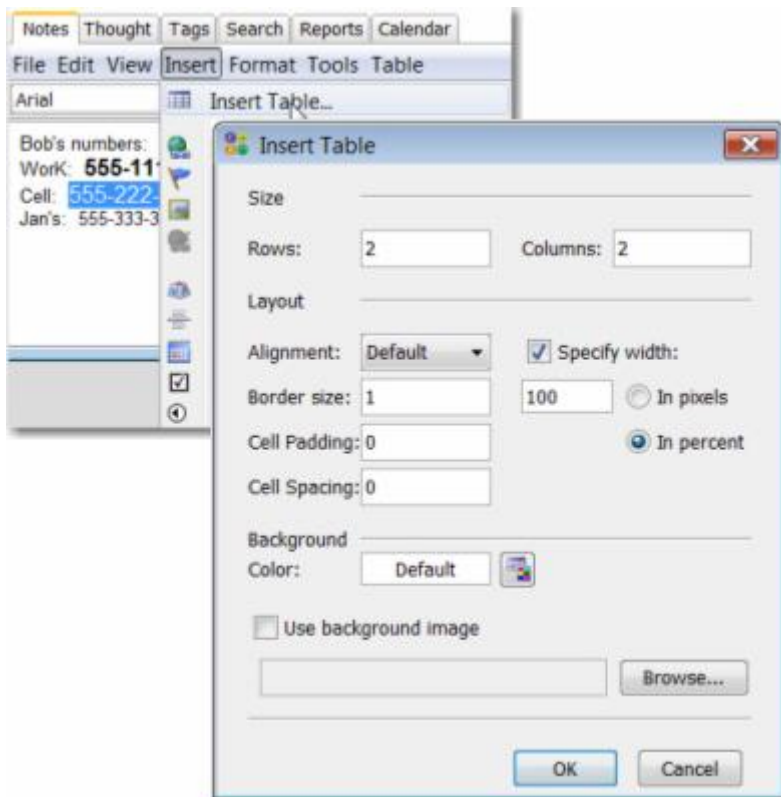 Notes Thought Tags Search Reports Calendar
File Edit View Insert Format Tools Table
Arial
Insert Table...
Bob's numbers:
WorK: 555-11
Cell: 555-222-
Jan's: 555-333-3
Insert Table
Size
Rows: 2 Columns: 2
Layout
Alignment: Default Specify width:
Border size: 1 100 In pixels
Cell Padding: 0 In percent
Cell Spacing: 0
Background
Color: Default
Use background image
Browse...
OK Cancel